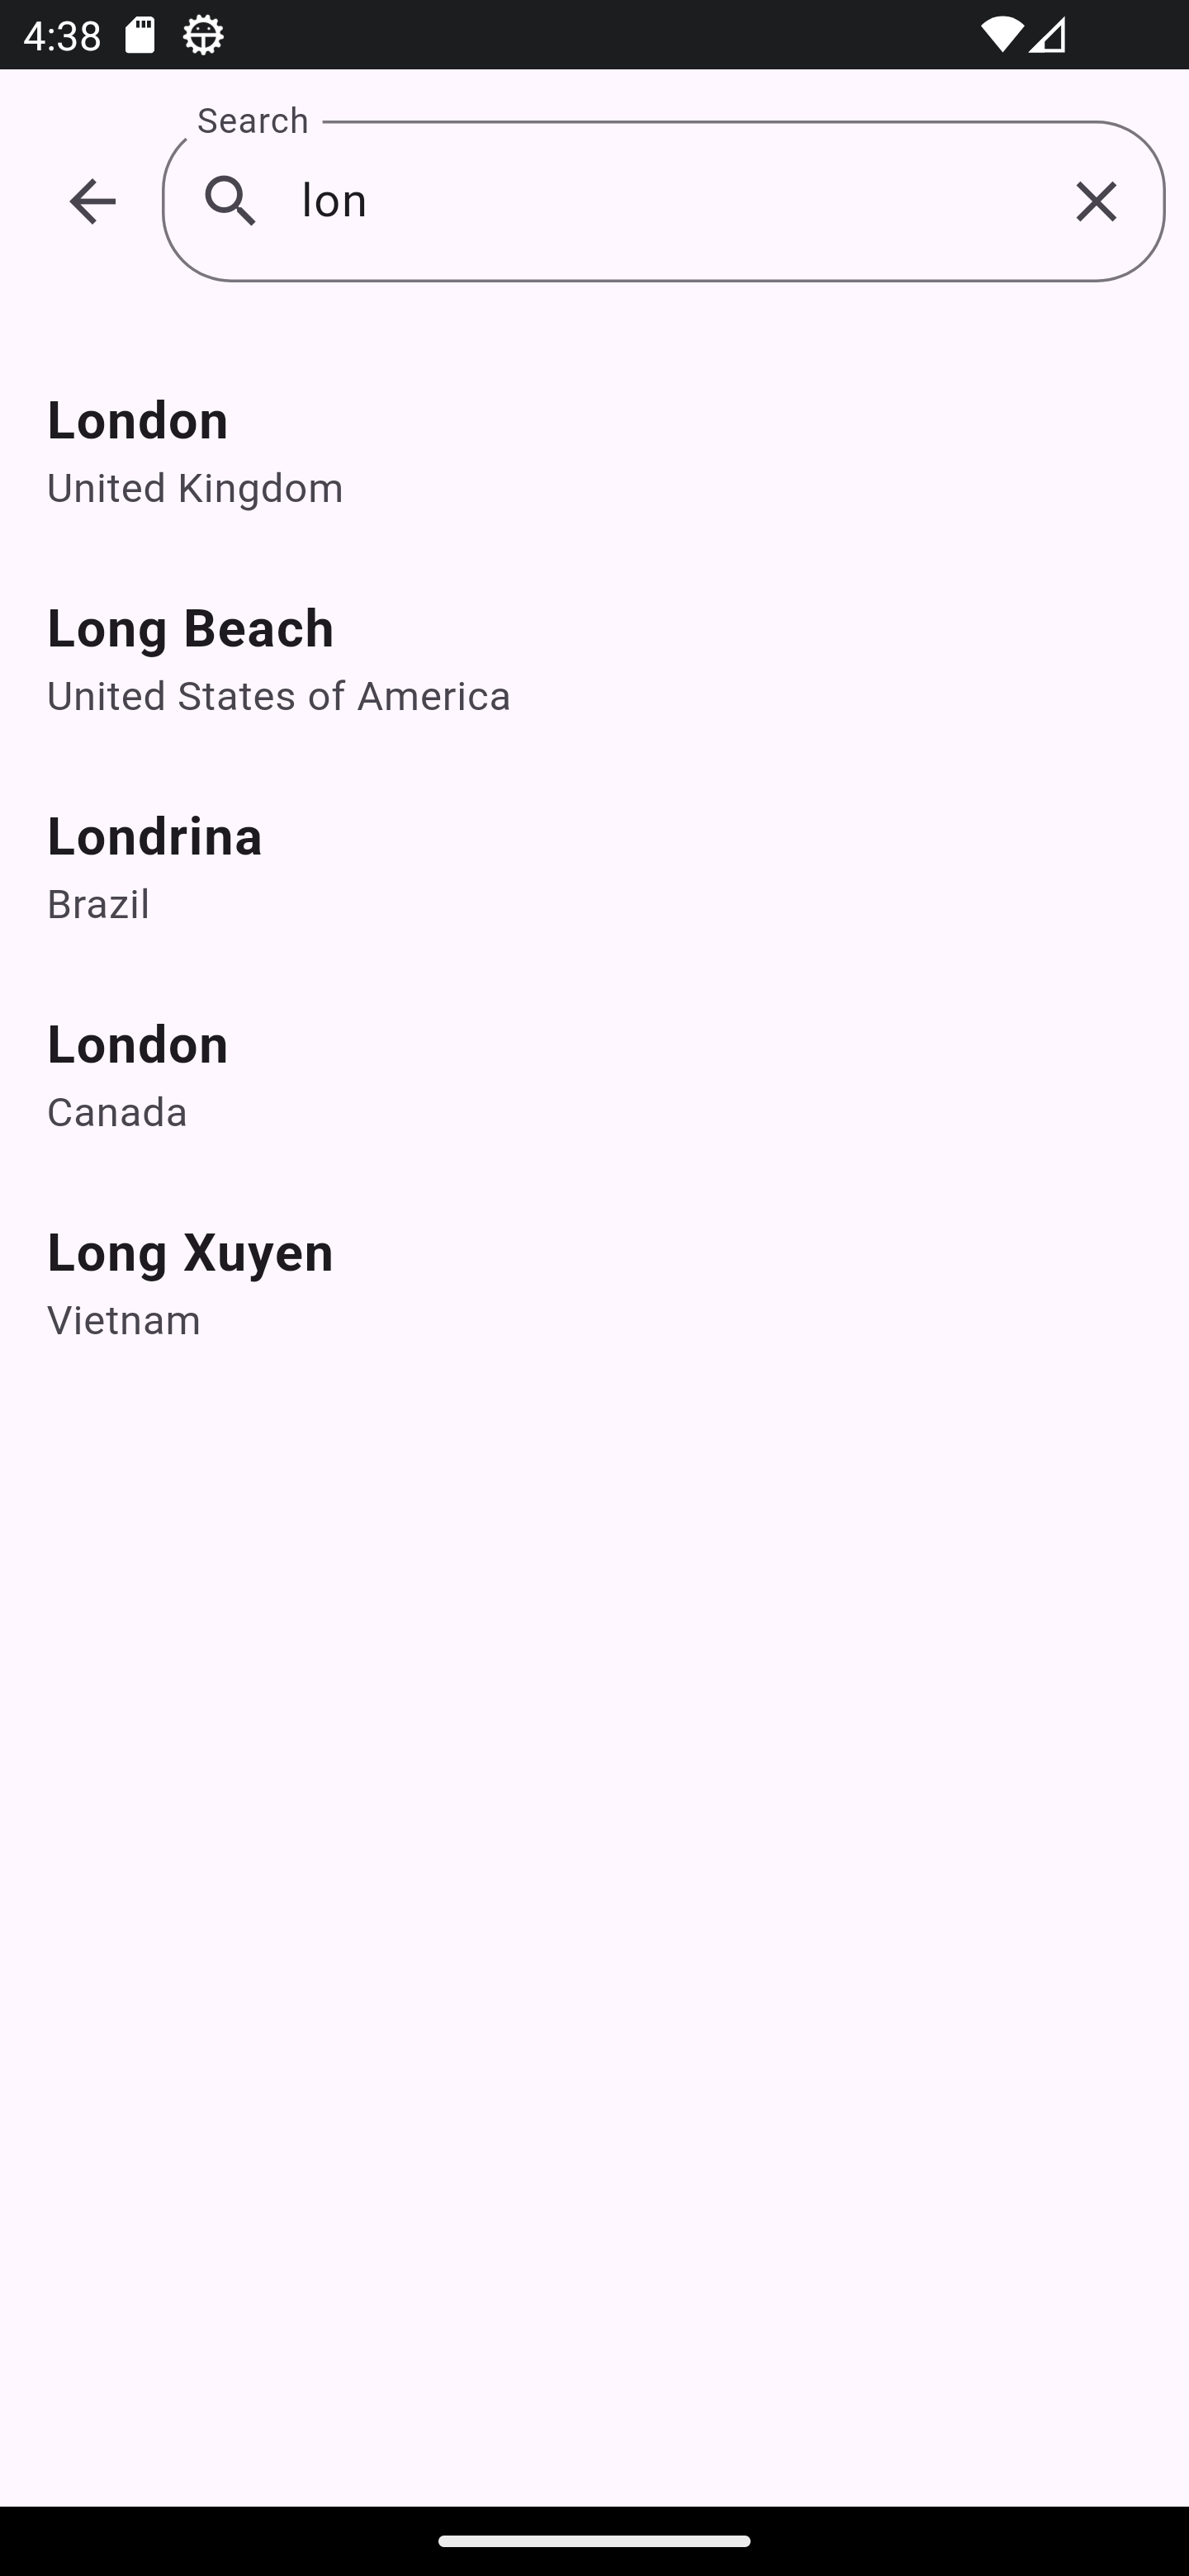 4:38
Search
lon
London
United Kingdom
Long Beach
United States of America
Londrina
Brazil
London
Canada
Long Xuyen
Vietnam